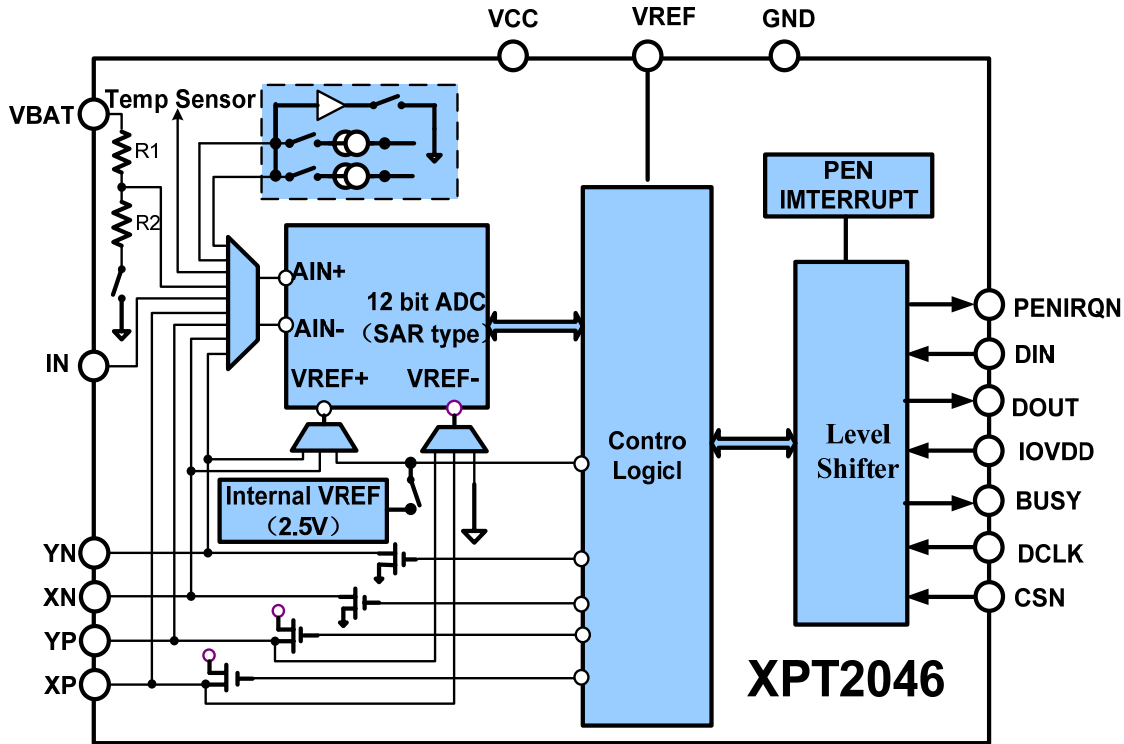 VCC
VREF
GND
VBAT
Temp Sensor
R1
R2
IN
AIN+
AIN-
12 bit ADC
（SAR type）
VREF+
VREF-
Internal VREF
（2.5V）
Contro
Logicl
PEN
IMTERRUPT
Level
Shifter
PENIRQN
DIN
DOUT
IOVDD
BUSY
DCLK
CSN
YN
XN
YP
XP
XPT2046